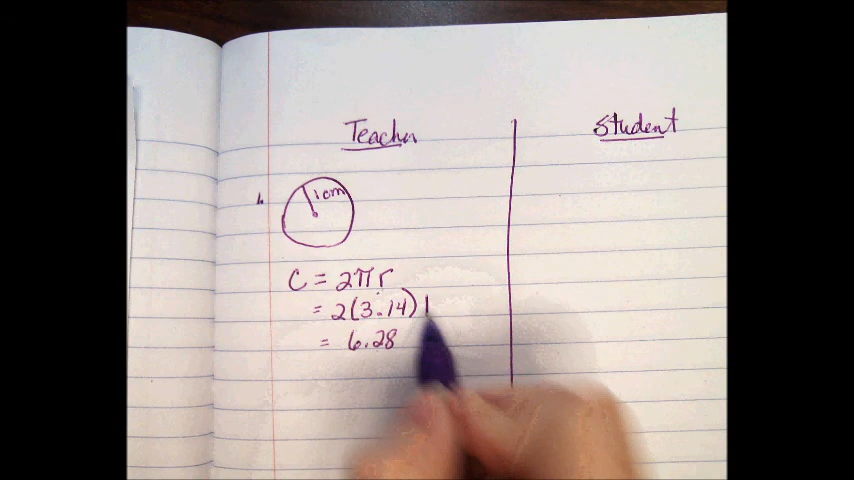 Teacher
Student
1.
1cm
C = 2πr
= 2(3.14)1
= 6.28